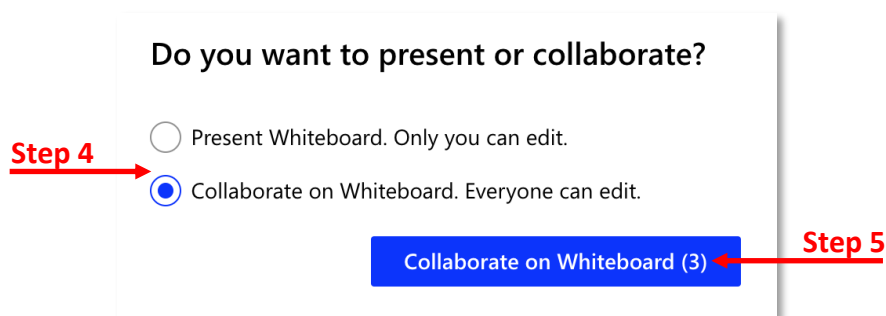 Do you want to present or collaborate?
Present Whiteboard. Only you can edit.
Step 4
Collaborate on Whiteboard. Everyone can edit.
Step 5
Collaborate on Whiteboard (3)